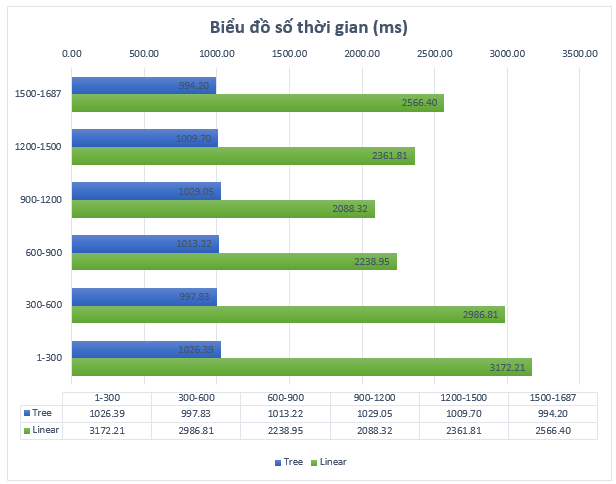 Biểu đồ số thời gian (ms)
0.00 500.00 1000.00 1500.00 2000.00 2500.00 3000.00 3500.00
1500-1687 994.20
2566.40
1200-1500 1009.70
2361.81
900-1200 1029.05
2088.32
600-900 1013.22
2238.95
300-600 997.83
2986.81
1-300 1026.39
3172.21
1-300 300-600 600-900 900-1200 1200-1500 1500-1687
Tree 1026.39 997.83 1013.22 1029.05 1009.70 994.20
Linear 3172.21 2986.81 2238.95 2088.32 2361.81 2566.40
Tree Linear